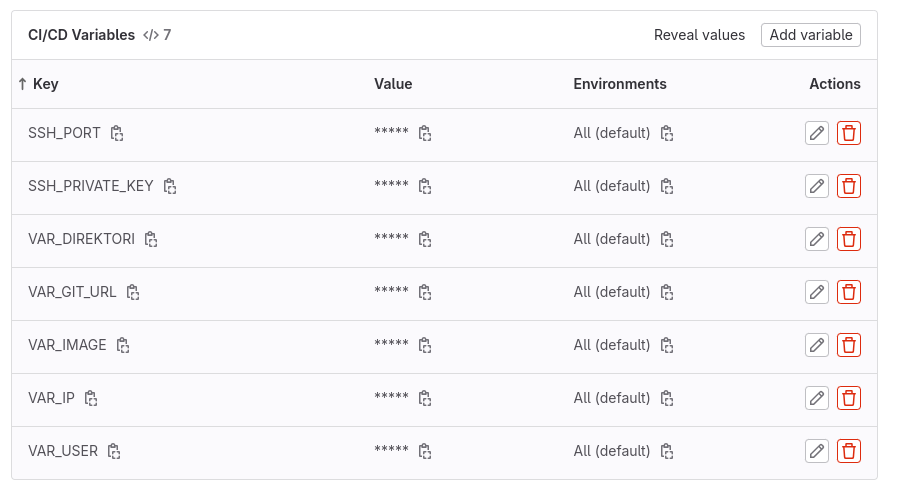 CI/CD Variables </> 7 Reveal values Add variable
↑ Key Value Environments Actions
SSH_PORT ***** All (default)
SSH_PRIVATE_KEY ***** All (default)
VAR_DIREKTORI ***** All (default)
VAR_GIT_URL ***** All (default)
VAR_IMAGE ***** All (default)
VAR_IP ***** All (default)
VAR_USER ***** All (default)